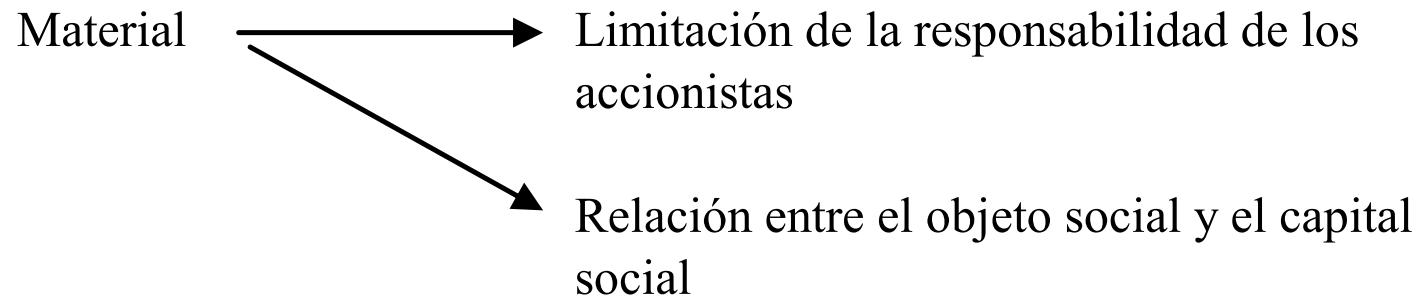 Material
Limitación de la responsabilidad de los
accionistas
Relación entre el objeto social y el capital
social